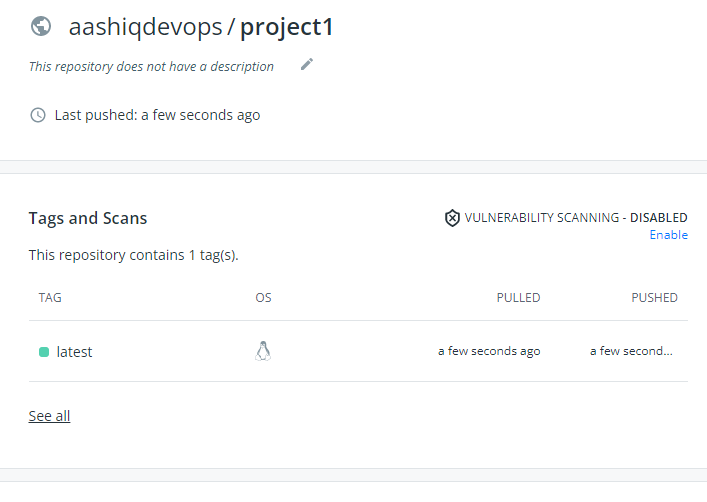 aashiqdevops / project1
This repository does not have a description
Last pushed: a few seconds ago
Tags and Scans
VULNERABILITY SCANNING - DISABLED
Enable
This repository contains 1 tag(s).
TAG OS PULLED PUSHED
latest a few seconds ago a few second...
See all